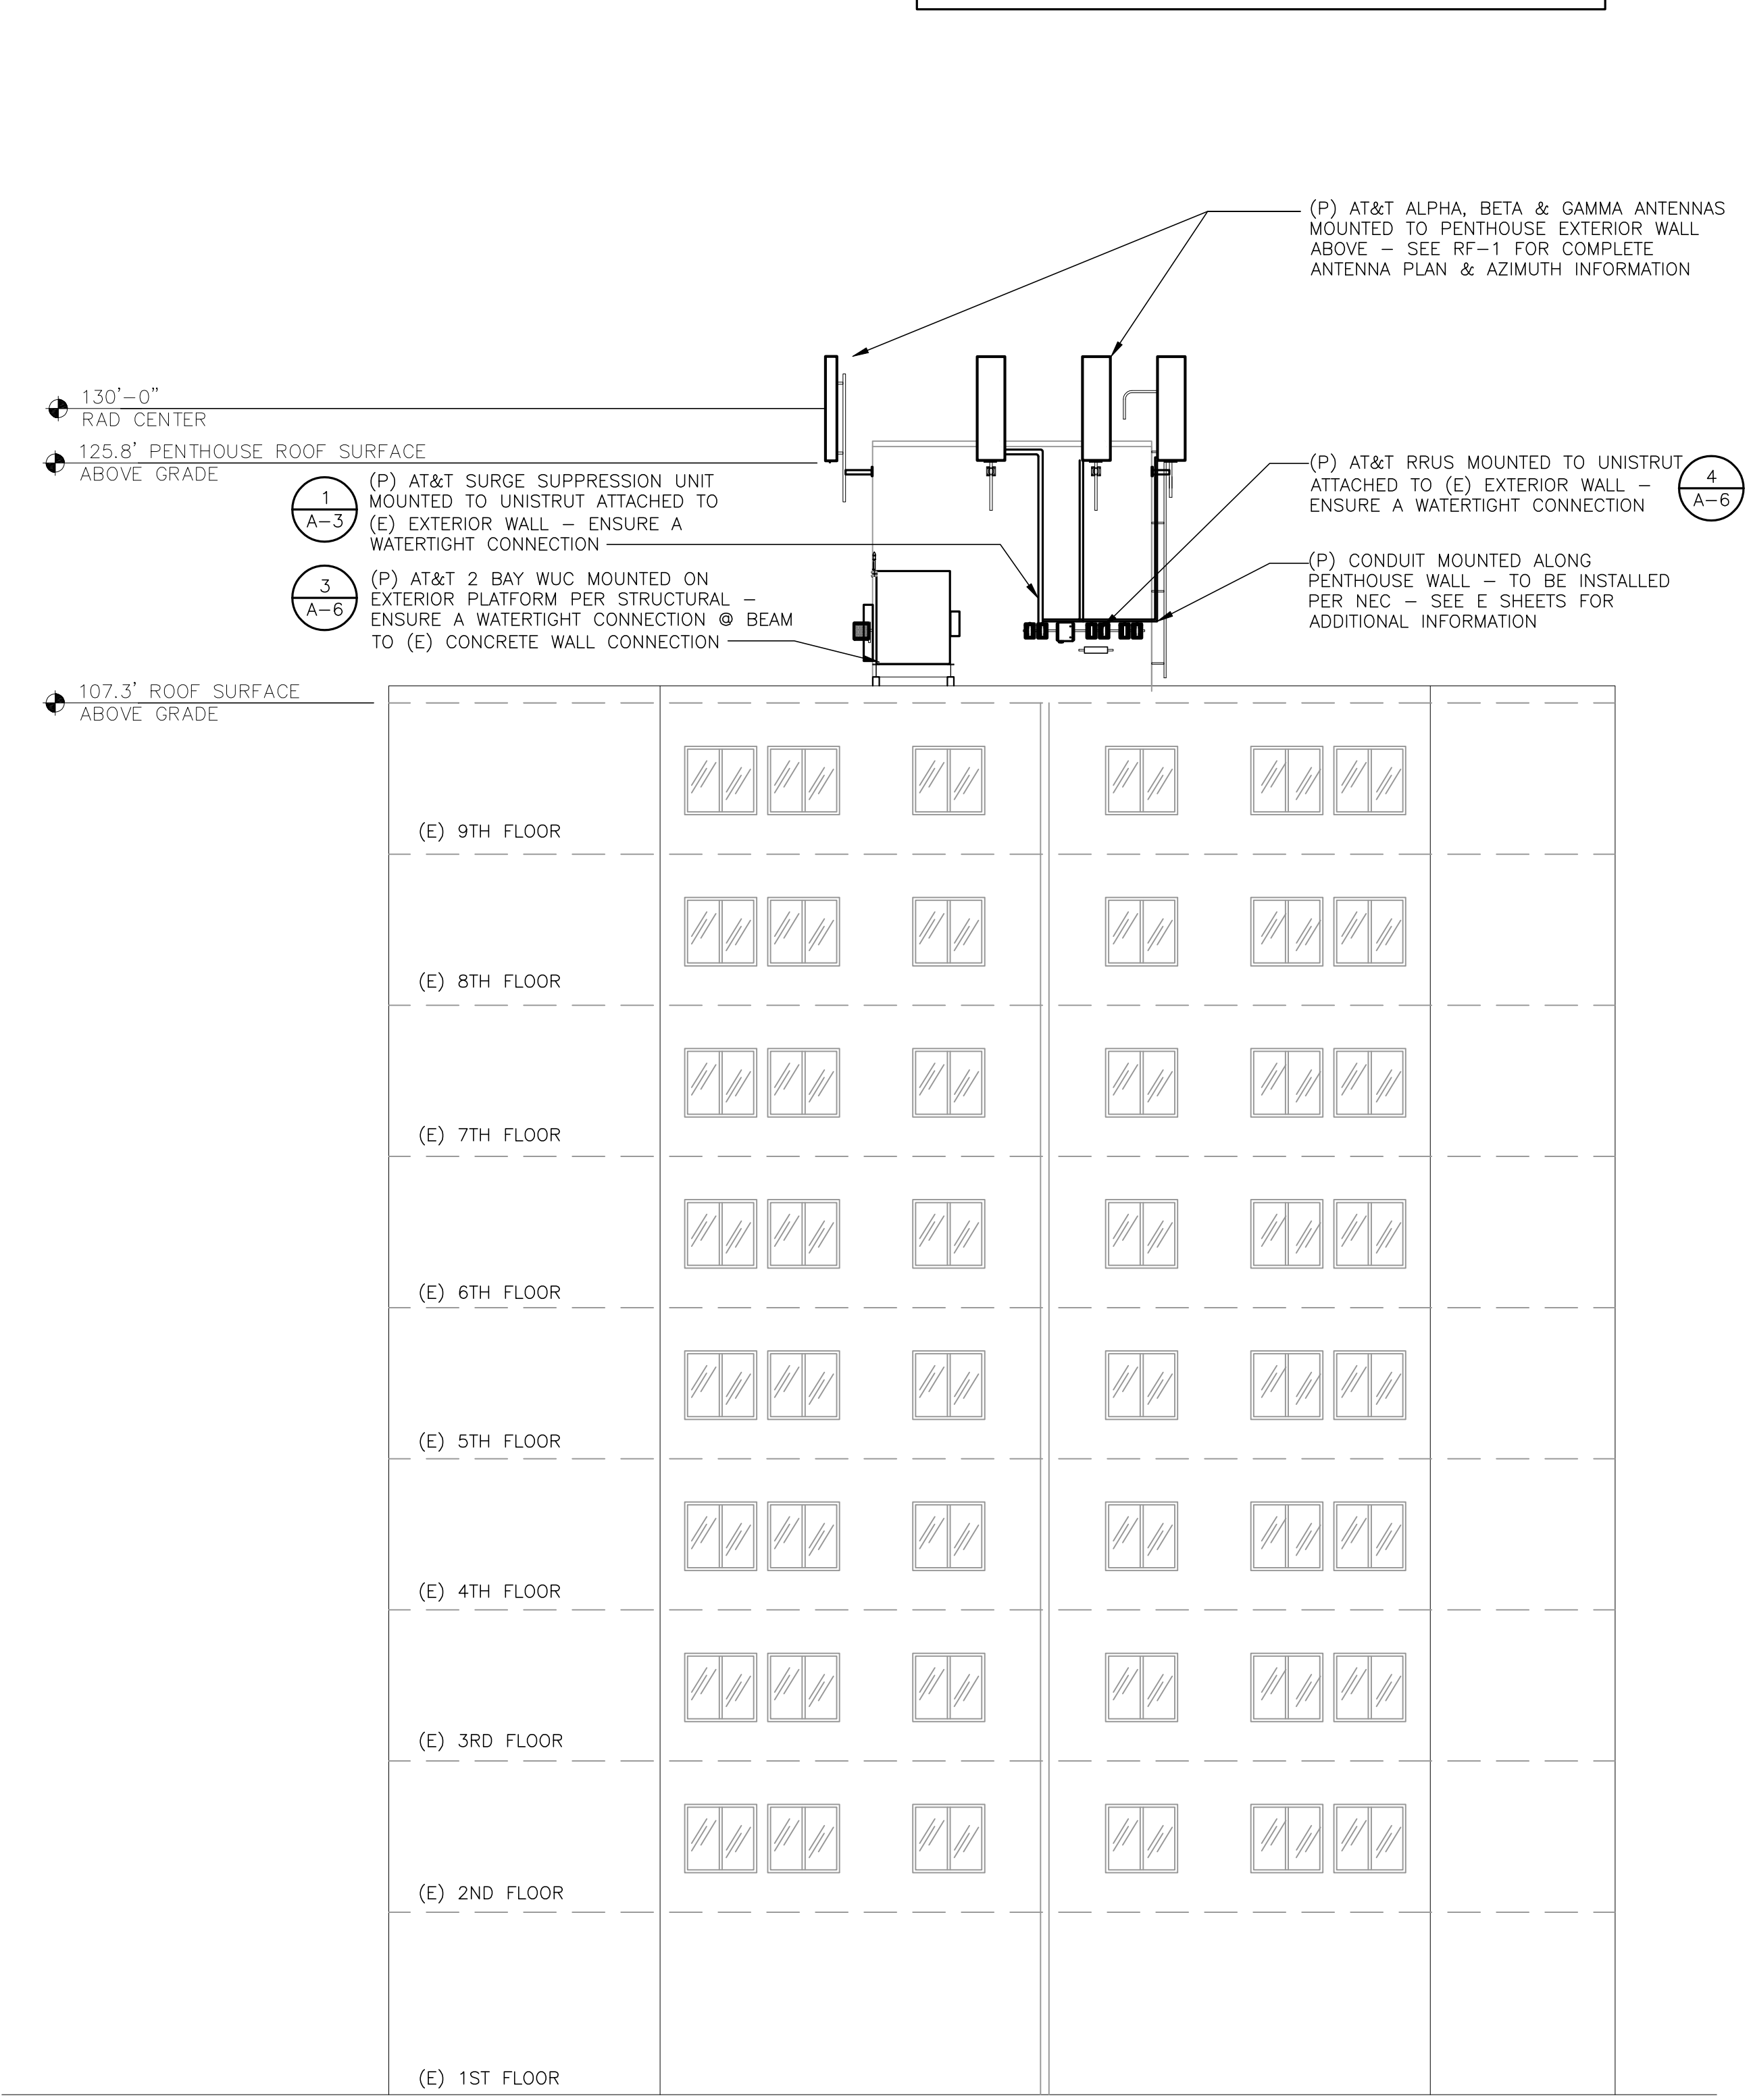 (P) AT&T ALPHA, BETA & GAMMA ANTENNAS
MOUNTED TO PENTHOUSE EXTERIOR WALL
ABOVE – SEE RF–1 FOR COMPLETE
ANTENNA PLAN & AZIMUTH INFORMATION
130'–0"
RAD CENTER
125.8' PENTHOUSE ROOF SURFACE
ABOVE GRADE
1
A–3
(P) AT&T SURGE SUPPRESSION UNIT
MOUNTED TO UNISTRUT ATTACHED TO
(E) EXTERIOR WALL – ENSURE A
WATERTIGHT CONNECTION
(P) AT&T RRUS MOUNTED TO UNISTRUT
ATTACHED TO (E) EXTERIOR WALL –
ENSURE A WATERTIGHT CONNECTION
4
A–6
3
A–6
(P) AT&T 2 BAY WUC MOUNTED ON
EXTERIOR PLATFORM PER STRUCTURAL –
ENSURE A WATERTIGHT CONNECTION @ BEAM
TO (E) CONCRETE WALL CONNECTION
(P) CONDUIT MOUNTED ALONG
PENTHOUSE WALL – TO BE INSTALLED
PER NEC – SEE E SHEETS FOR
ADDITIONAL INFORMATION
107.3' ROOF SURFACE
ABOVE GRADE
(E) 9TH FLOOR
(E) 8TH FLOOR
(E) 7TH FLOOR
(E) 6TH FLOOR
(E) 5TH FLOOR
(E) 4TH FLOOR
(E) 3RD FLOOR
(E) 2ND FLOOR
(E) 1ST FLOOR